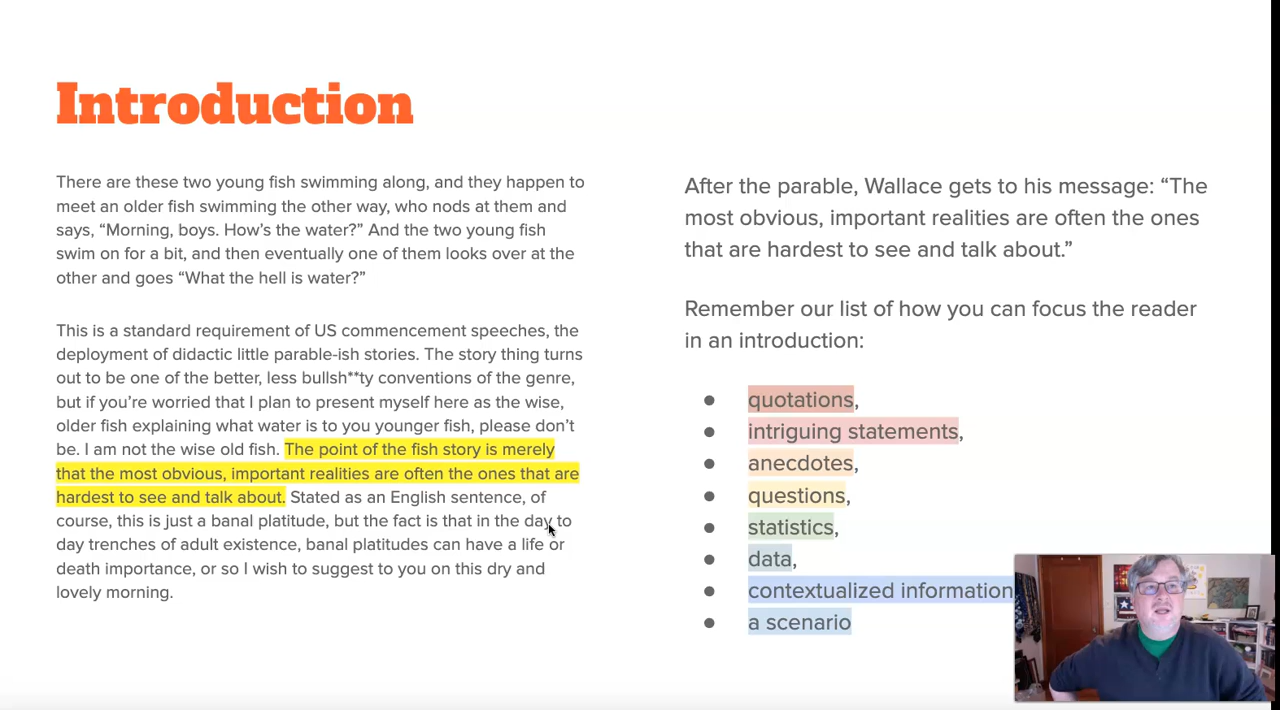 Introduction
There are these two young fish swimming along, and they happen to
meet an older fish swimming the other way, who nods at them and
says, “Morning, boys. How’s the water?” And the two young fish
swim on for a bit, and then eventually one of them looks over at the
other and goes “What the hell is water?”
This is a standard requirement of US commencement speeches, the
deployment of didactic little parable-ish stories. The story thing turns
out to be one of the better, less bullsh**ty conventions of the genre,
but if you’re worried that I plan to present myself here as the wise,
older fish explaining what water is to you younger fish, please don’t
be. I am not the wise old fish. The point of the fish story is merely
that the most obvious, important realities are often the ones that are
hardest to see and talk about. Stated as an English sentence, of
course, this is just a banal platitude, but the fact is that in the day to
day trenches of adult existence, banal platitudes can have a life or
death importance, or so I wish to suggest to you on this dry and
lovely morning.
After the parable, Wallace gets to his message: “The
most obvious, important realities are often the ones
that are hardest to see and talk about.”
Remember our list of how you can focus the reader
in an introduction:
● quotations,
● intriguing statements,
● anecdotes,
● questions,
● statistics,
● data,
● contextualized information
● a scenario